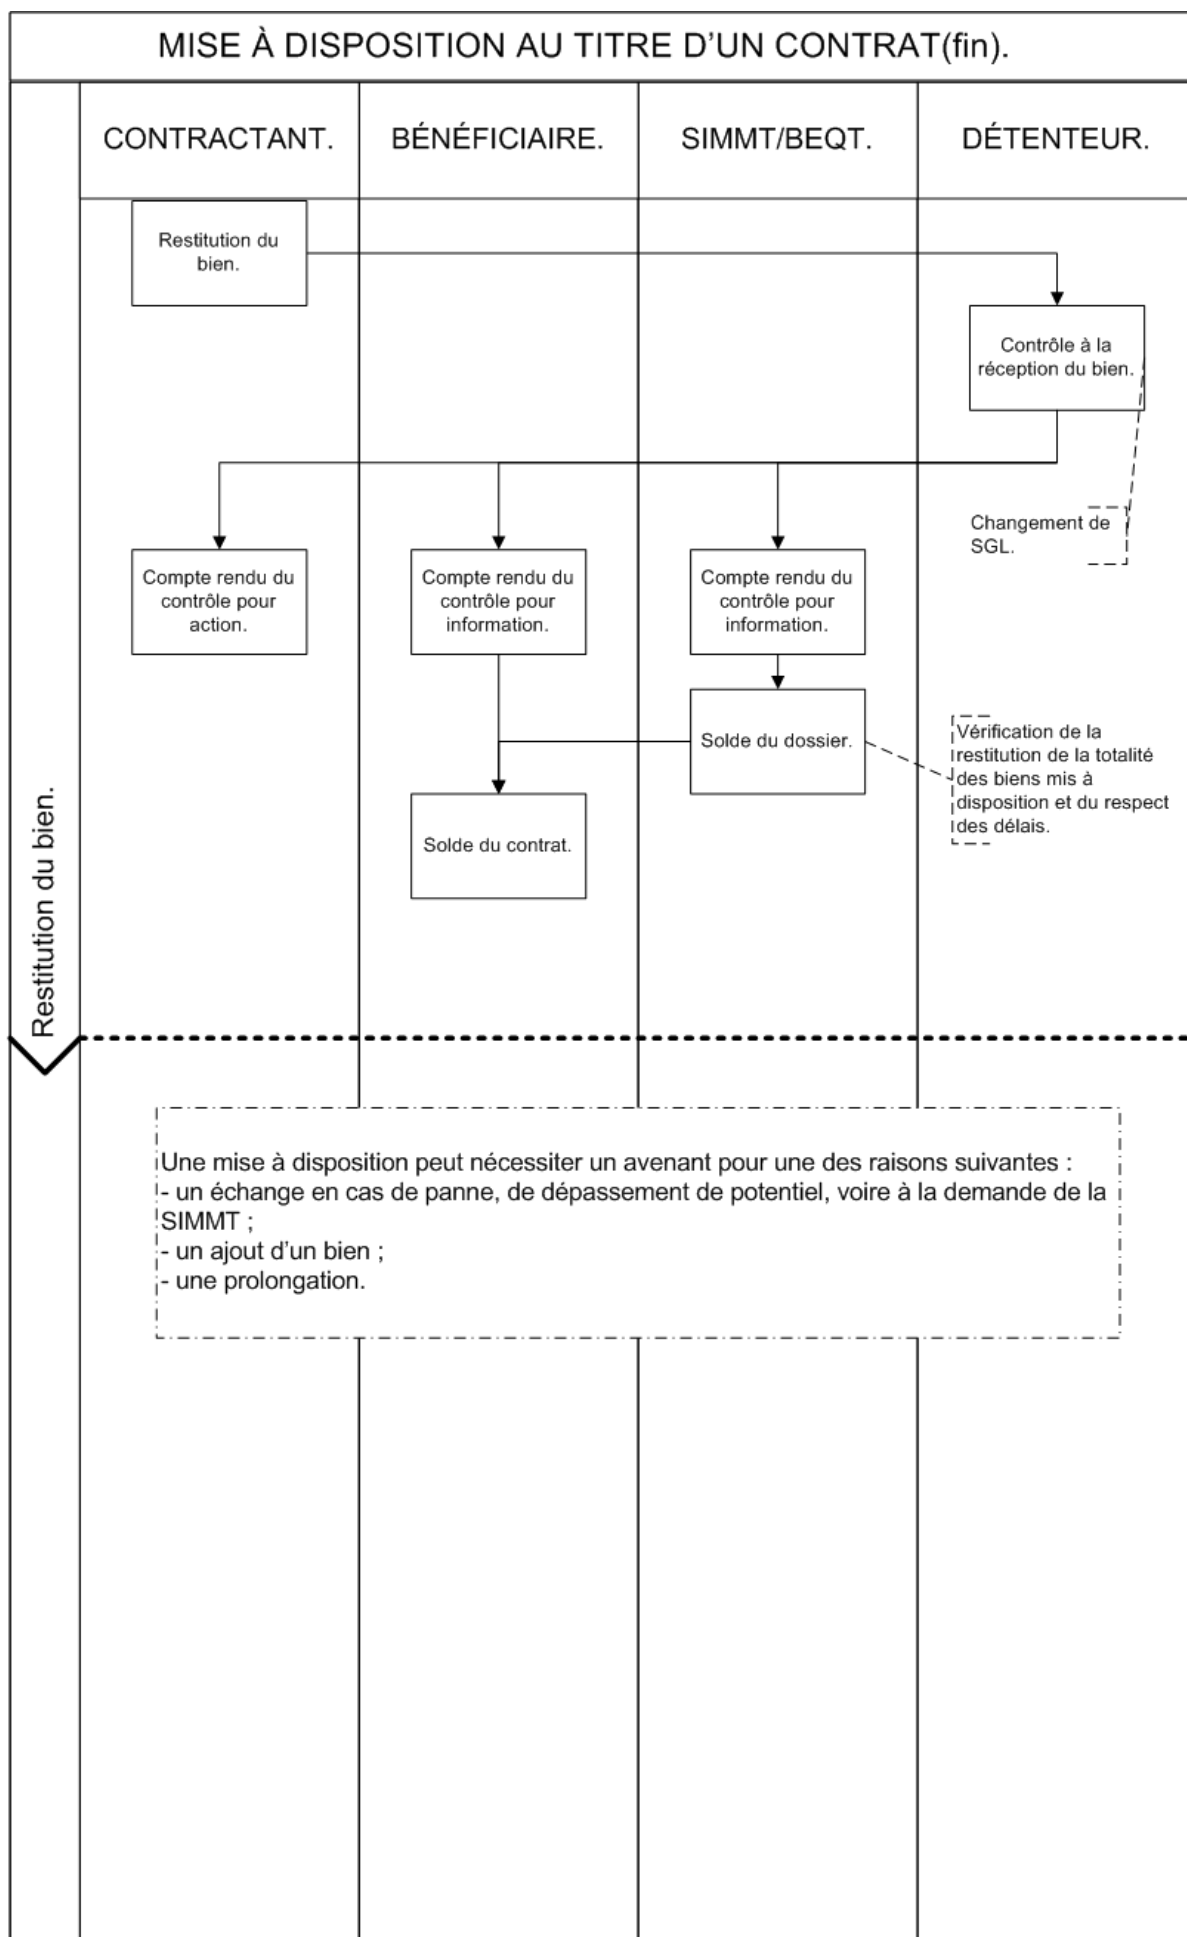 MISE À DISPOSITION AU TITRE D'UN CONTRAT(fin).
CONTRACTANT.
BÉNÉFICIAIRE.
SIMMT/BEQT.
DÉTENTEUR.
Restitution du
bien.
Contrôle à la
réception du bien.
Changement de
SGL.
Compte rendu du
contrôle pour
action.
Compte rendu du
contrôle pour
information.
Compte rendu du
contrôle pour
information.
Solde du dossier.
Vérification de la
restitution de la totalité
des biens mis à
disposition et du respect
des délais.
Solde du contrat.
Restitution du bien.
Une mise à disposition peut nécessiter un avenant pour une des raisons suivantes :
- un échange en cas de panne, de dépassement de potentiel, voire à la demande de la
SIMMT ;
- un ajout d'un bien ;
- une prolongation.